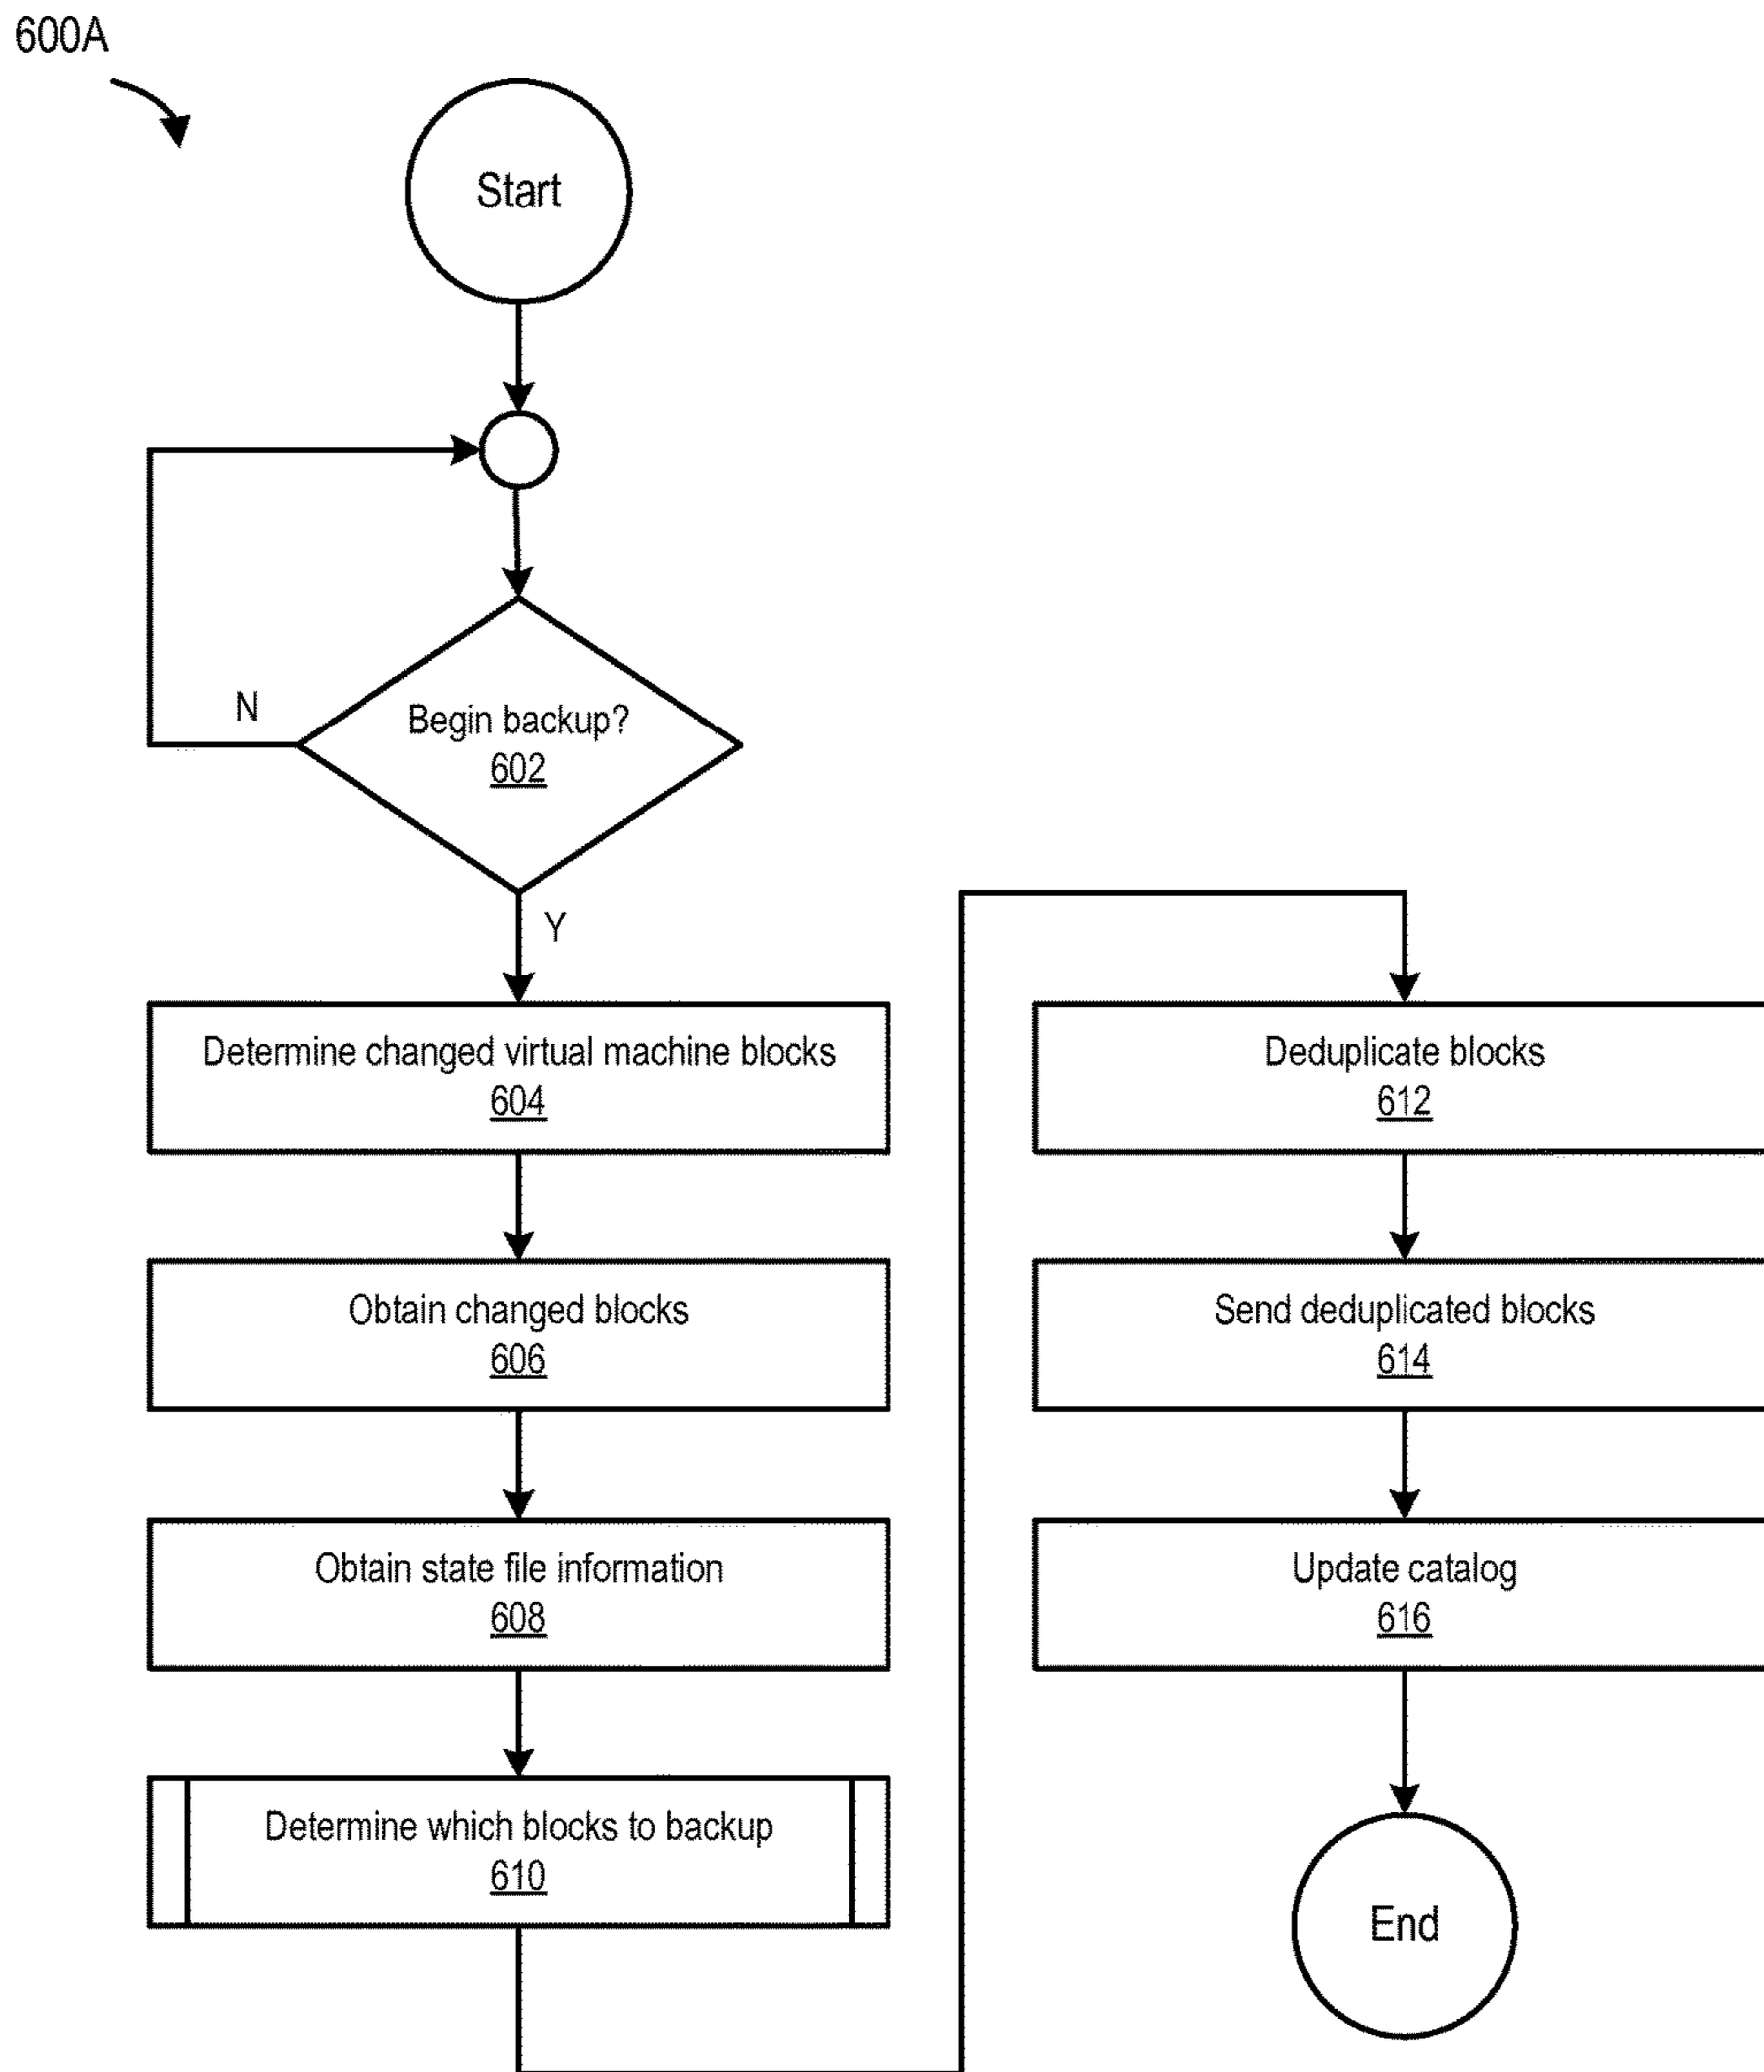 600A
Start
Begin backup?
602
N
Y
Determine changed virtual machine blocks
604
Obtain changed blocks
606
Obtain state file information
608
Determine which blocks to backup
610
Deduplicate blocks
612
Send deduplicated blocks
614
Update catalog
616
End